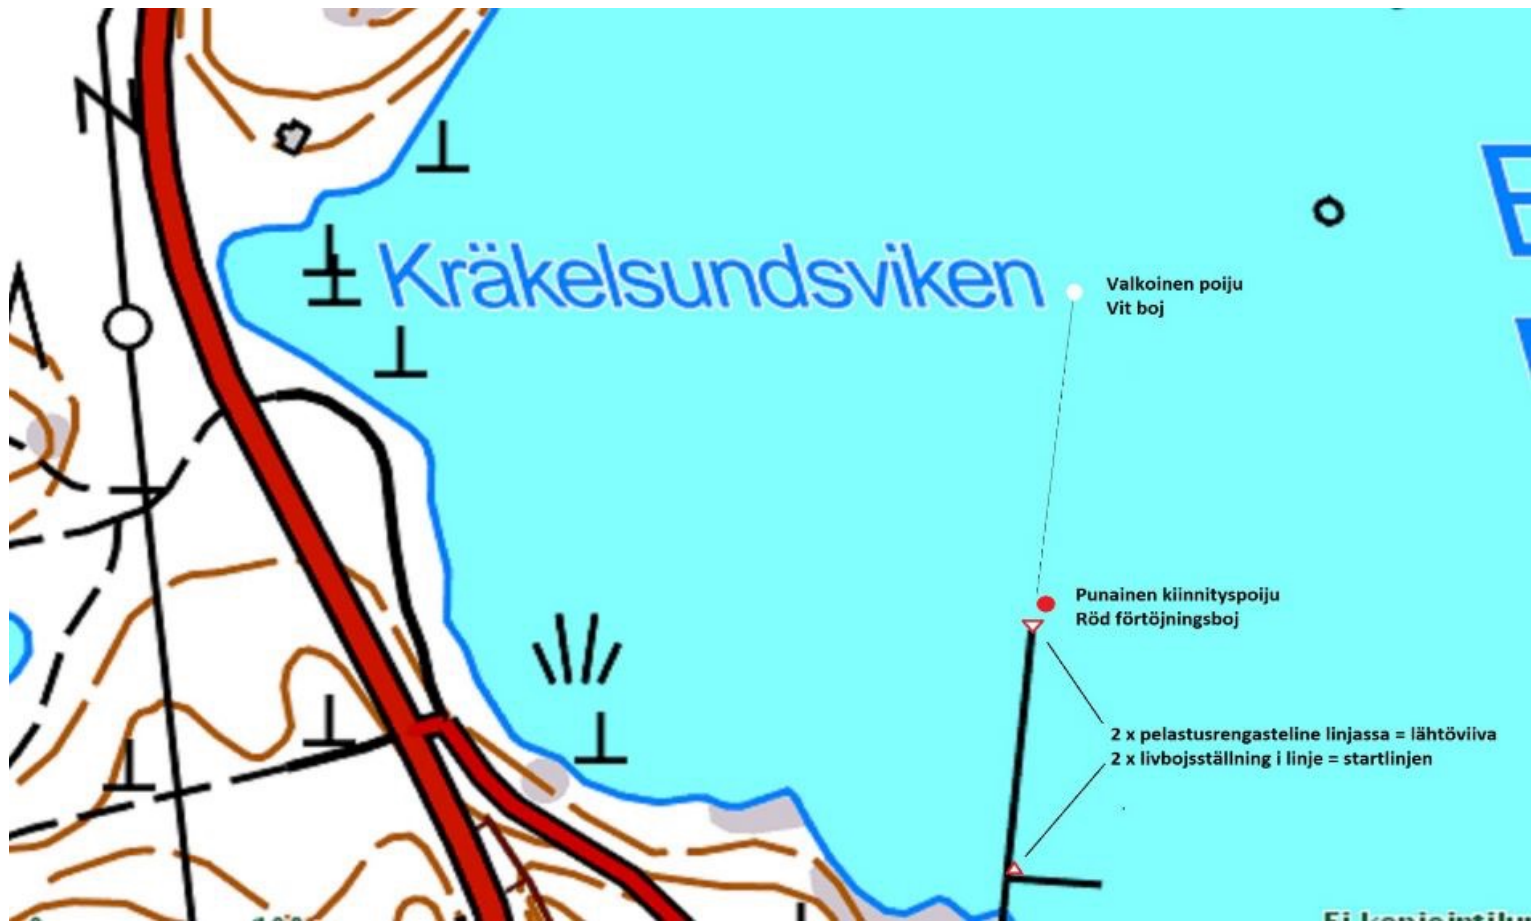 Kräkelsundsviken
Valkoinen poiju
Vit boj
Punainen kiinnityspoiju
Röd förtöjningsboj
2 x pelastusrengasteline linjassa = lähtöviiva
2 x livbojsställning i linje = startlinjen